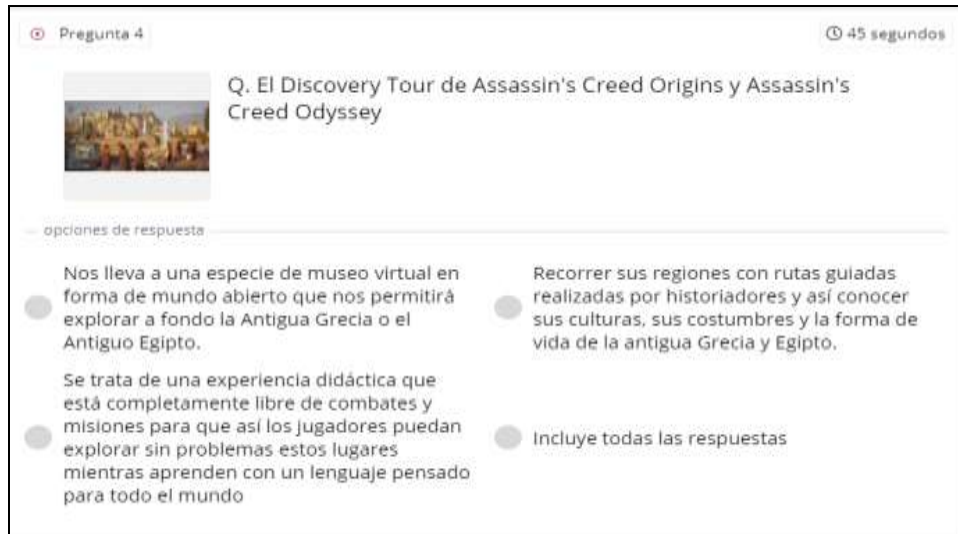 Pregunta 4
45 segundos
Q. El Discovery Tour de Assassin's Creed Origins y Assassin's
Creed Odyssey
opciones de respuesta
Nos lleva a una especie de museo virtual en
forma de mundo abierto que nos permitirá
explorar a fondo la Antigua Grecia o el
Antiguo Egipto.
Recorrer sus regiones con rutas guiadas
realizadas por historiadores y así conocer
sus culturas, sus costumbres y la forma de
vida de la antigua Grecia y Egipto.
Se trata de una experiencia didáctica que
está completamente libre de combates y
misiones para que así los jugadores puedan
explorar sin problemas estos lugares
mientras aprenden con un lenguaje pensado
para todo el mundo
Incluye todas las respuestas